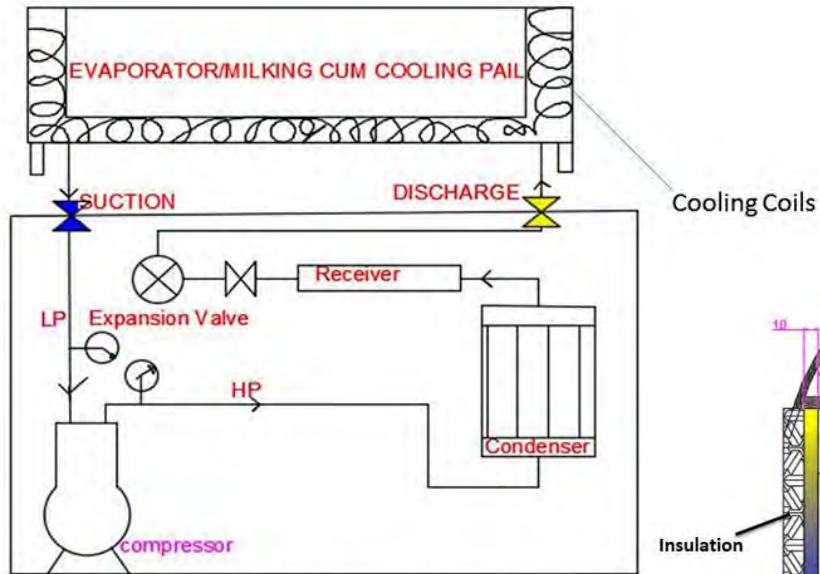 EVAPORATOR/MILKING CUM COOLING PAIL
SUCTION
DISCHARGE
Cooling Coils
Receiver
LP
Expansion Valve
10
HP
Condenser
Insulation
compressor